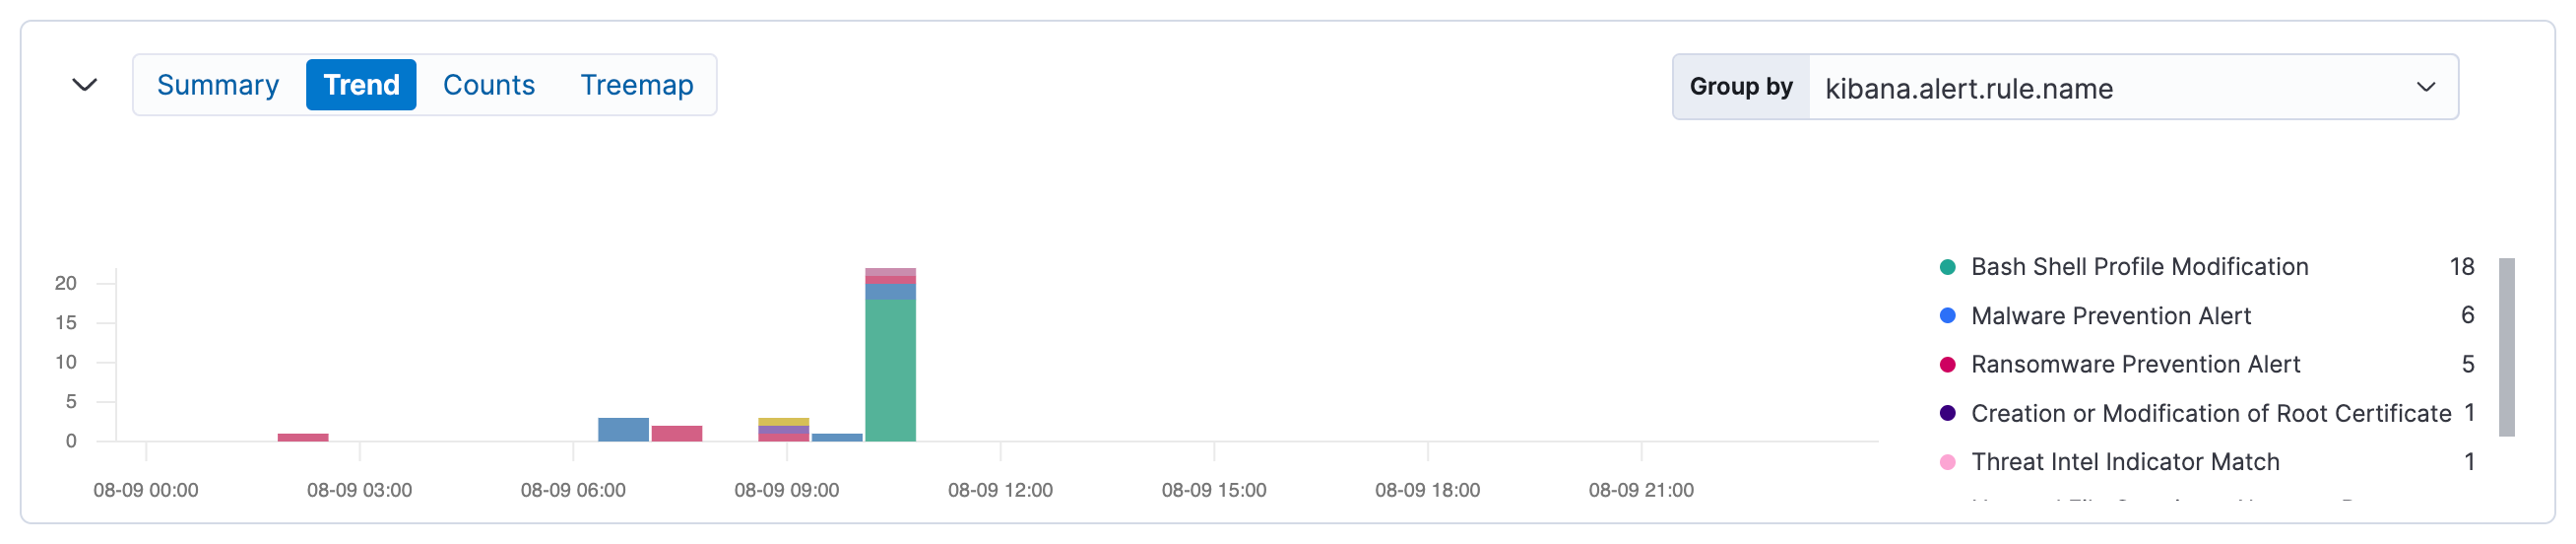 Summary Trend Counts Treemap
Group by kibana.alert.rule.name
20
15
10
5
0
08-09 00:00 08-09 03:00 08-09 06:00 08-09 09:00 08-09 12:00 08-09 15:00 08-09 18:00 08-09 21:00
Bash Shell Profile Modification 18
Malware Prevention Alert 6
Ransomware Prevention Alert 5
Creation or Modification of Root Certificate 1
Threat Intel Indicator Match 1